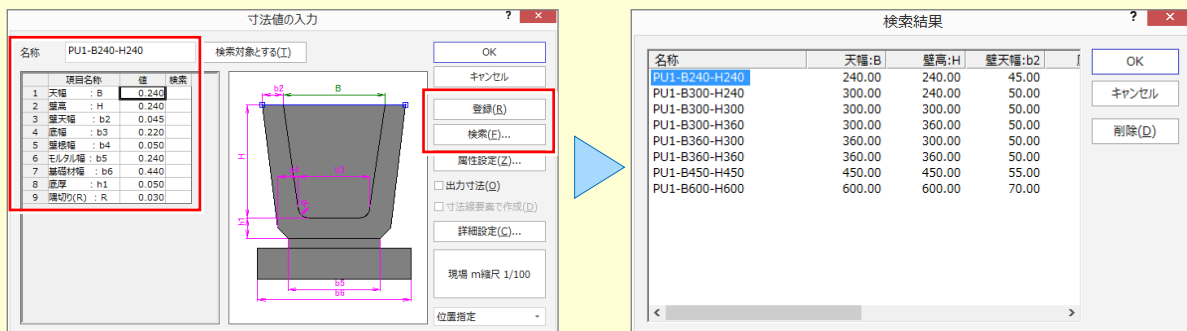 寸法値の入力
? ×
名称 PU1-B240-H240 検索対象とする(T)
項目名称 値 検索
1 天幅 : B 0.240
2 壁高 : H 0.240
3 壁天幅 : b2 0.045
4 底幅 : b3 0.220
5 壁根幅 : b4 0.050
6 モルタル幅 : b5 0.240
7 基礎材幅 : b6 0.440
8 底厚 : h1 0.050
9 隅切り(R) : R 0.030
b2 B
H
b3
h1
b5
b6
OK
キャンセル
登録(R)
検索(F)...
属性設定(Z)...
出力寸法(O)
寸法線要素で作成(D)
詳細設定(C)...
現場 m縮尺 1/100
位置指定
検索結果
? ×
名称 天幅:B 壁高:H 壁天幅:b2
PU1-B240-H240 240.00 240.00 45.00
PU1-B300-H240 300.00 240.00 50.00
PU1-B300-H300 300.00 300.00 50.00
PU1-B300-H360 300.00 360.00 50.00
PU1-B360-H300 360.00 300.00 50.00
PU1-B360-H360 360.00 360.00 50.00
PU1-B450-H450 450.00 450.00 55.00
PU1-B600-H600 600.00 600.00 70.00
OK
キャンセル
削除(D)